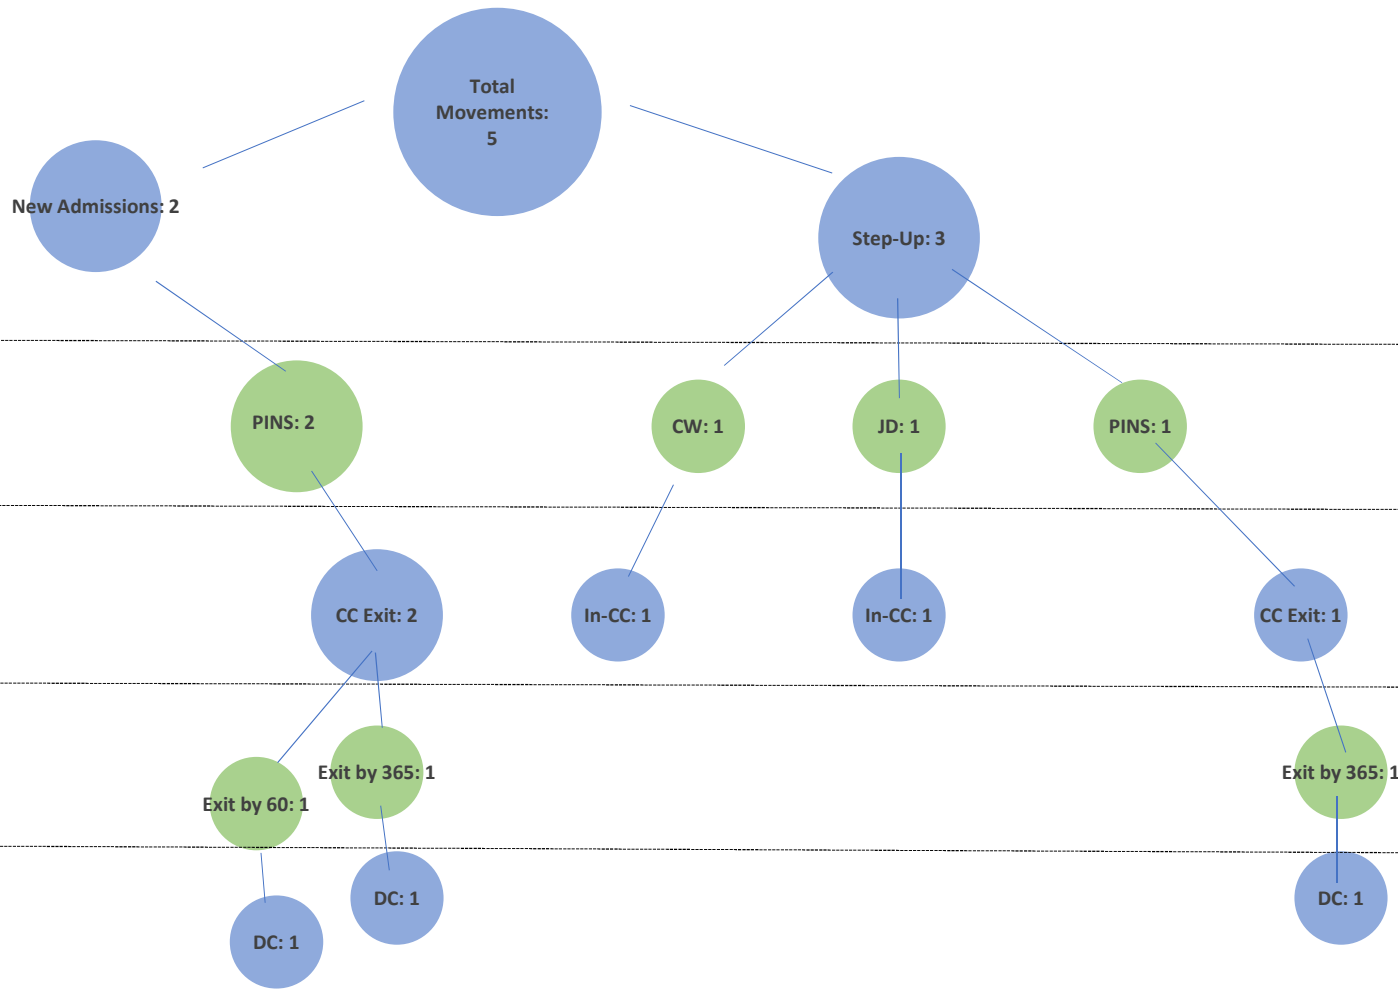 Total
Movements:
5
New Admissions: 2
Step-Up: 3
PINS: 2
CW: 1
JD: 1
PINS: 1
CC Exit: 2
In-CC: 1
In-CC: 1
CC Exit: 1
Exit by 60: 1
Exit by 365: 1
Exit by 365: 1
DC: 1
DC: 1
DC: 1